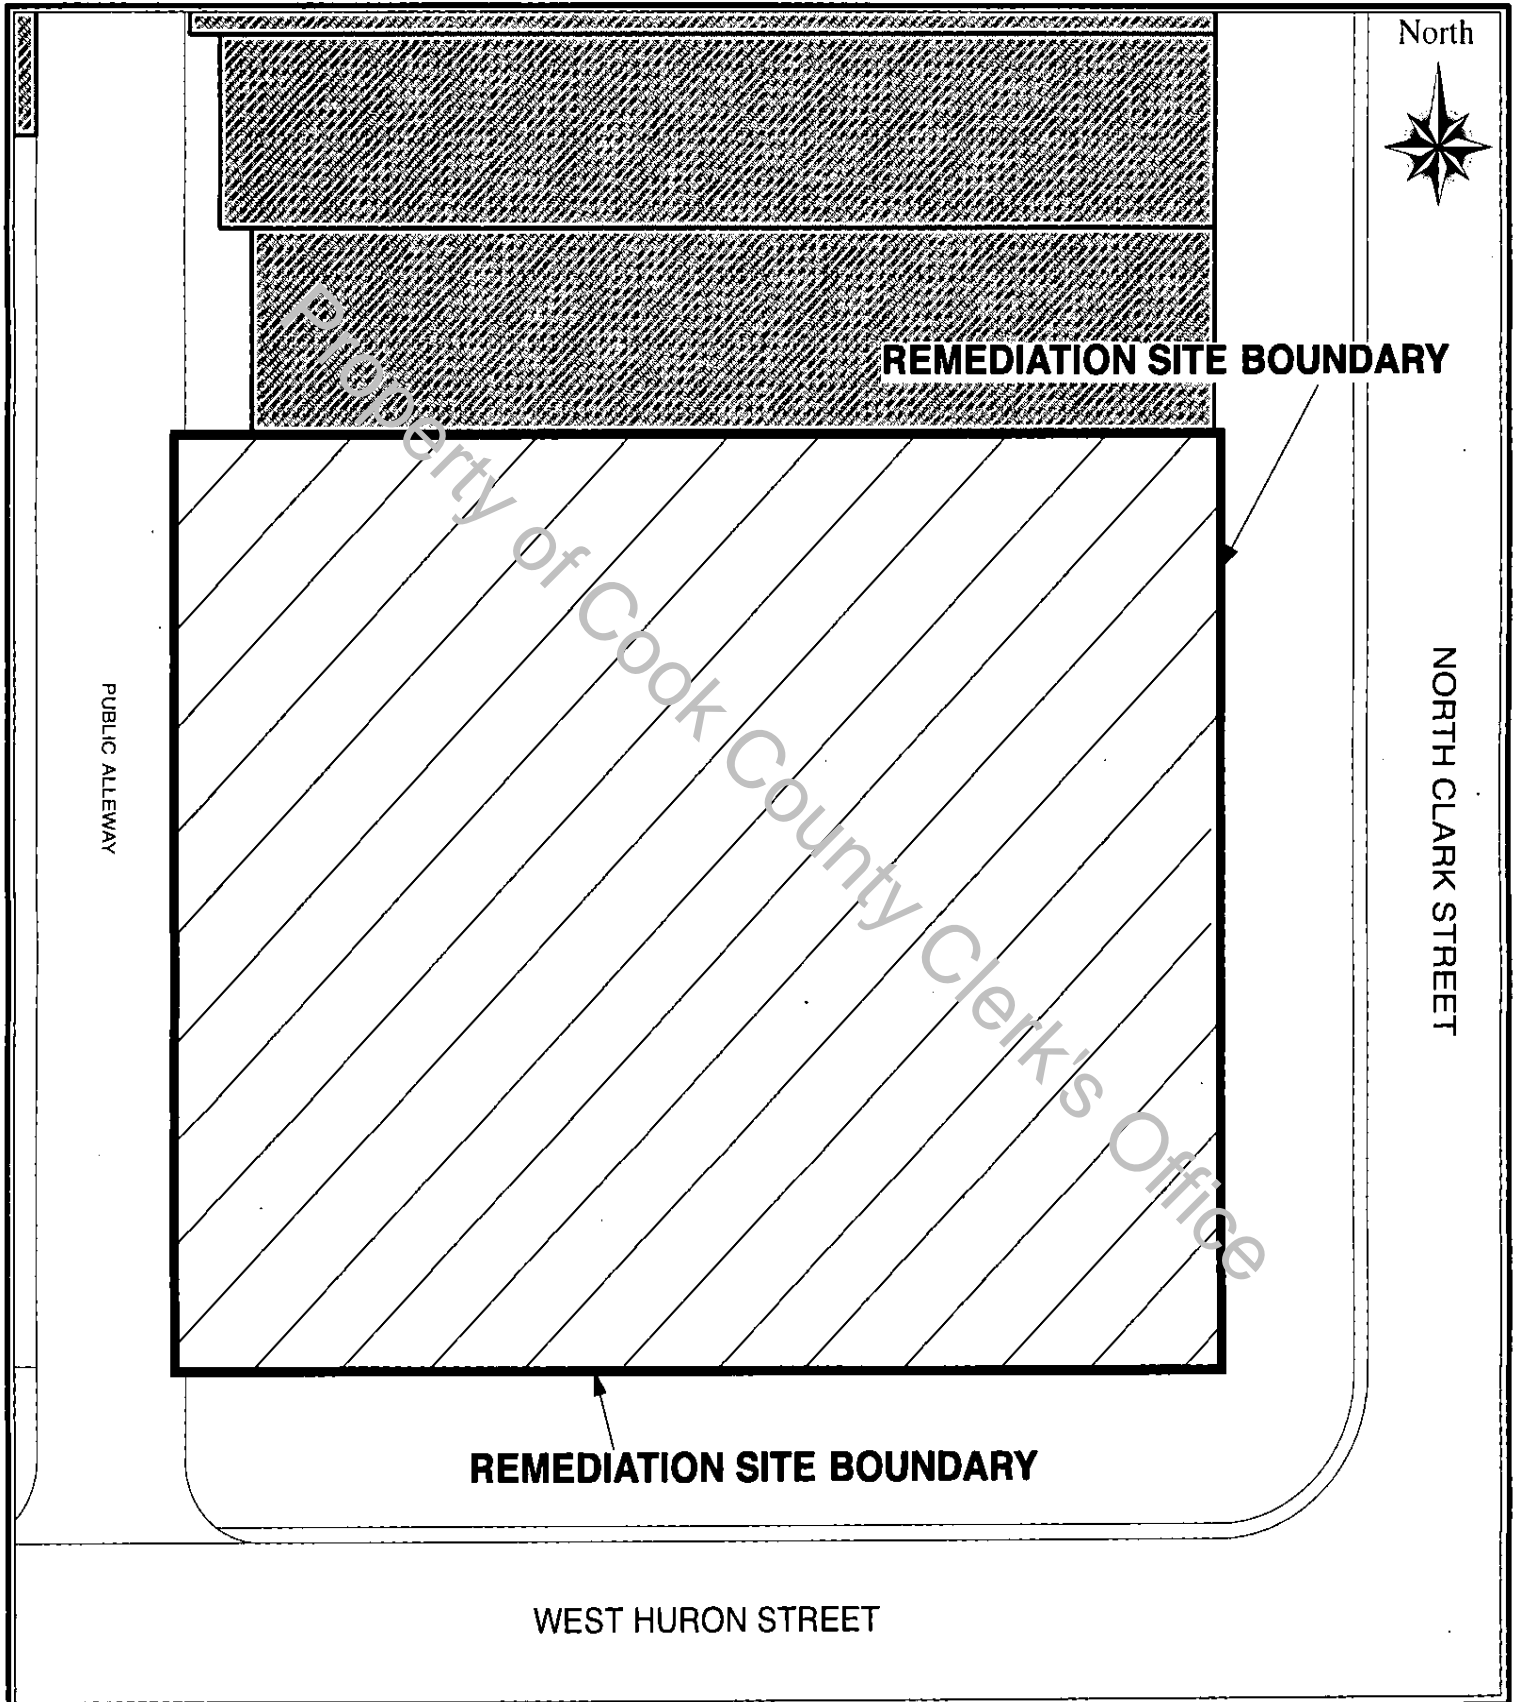 North
REMEDIATION SITE BOUNDARY
PUBLIC ALLEWAY
NORTH CLARK STREET
Property of Cook County Clerk's Office
REMEDIATION SITE BOUNDARY
WEST HURON STREET